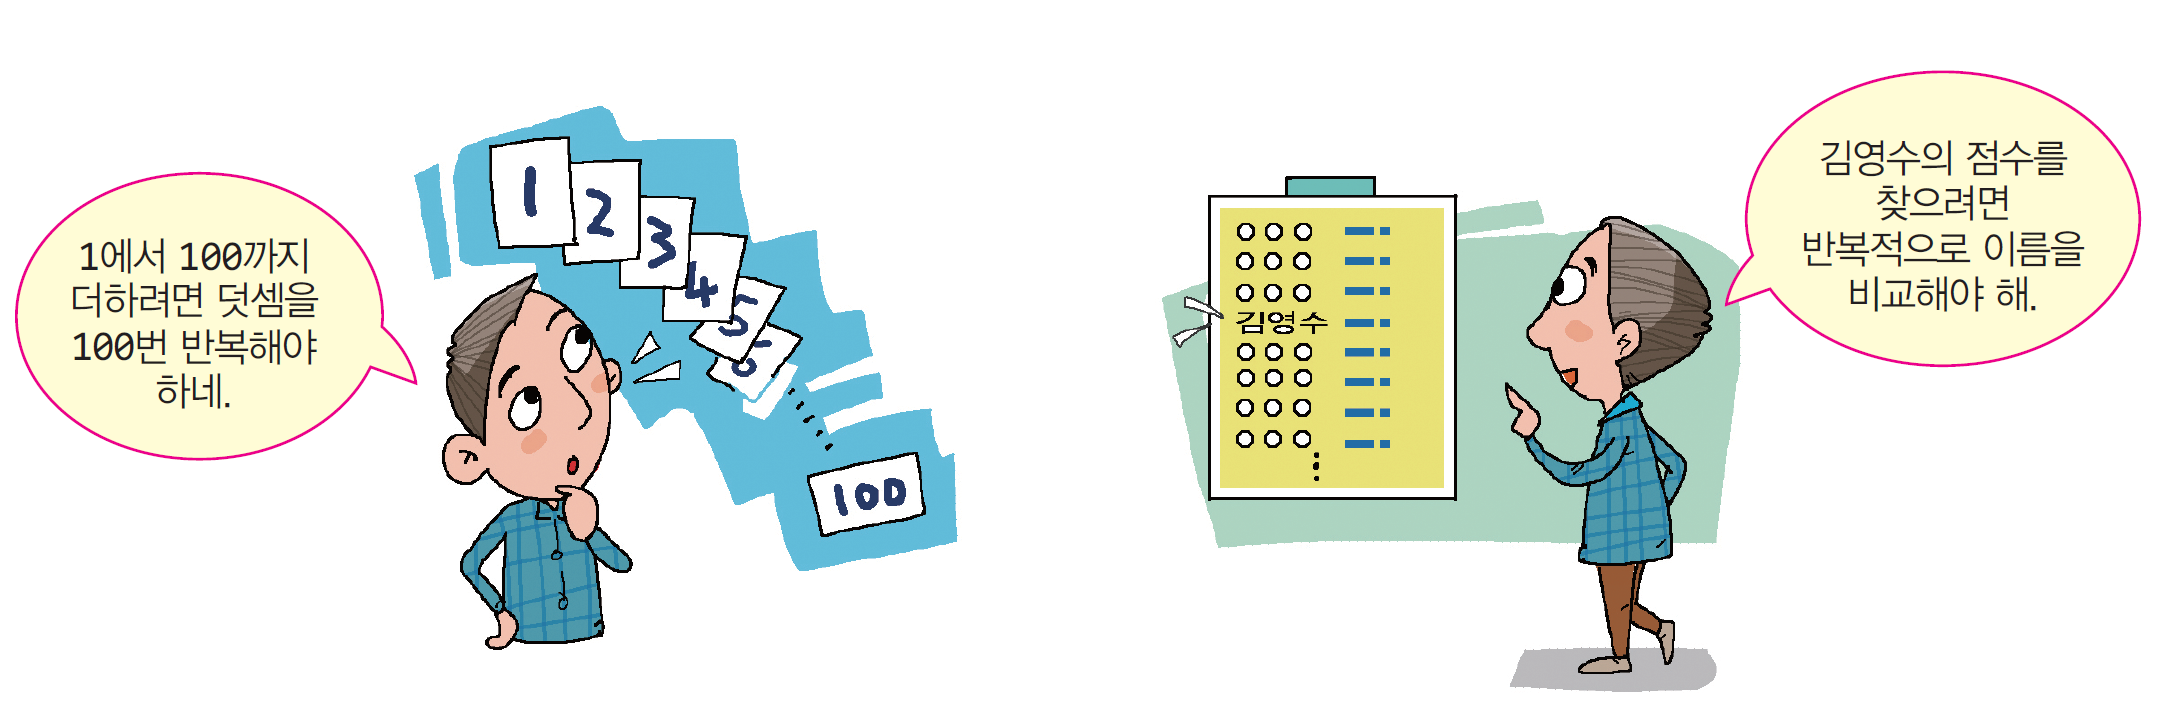 1에서 100까지
더하려면 덧셈을
100번 반복해야
하네.
1
2
3
4
5
6
100
김영수
김영수의 점수를
찾으려면
반복적으로 이름을
비교해야 해.